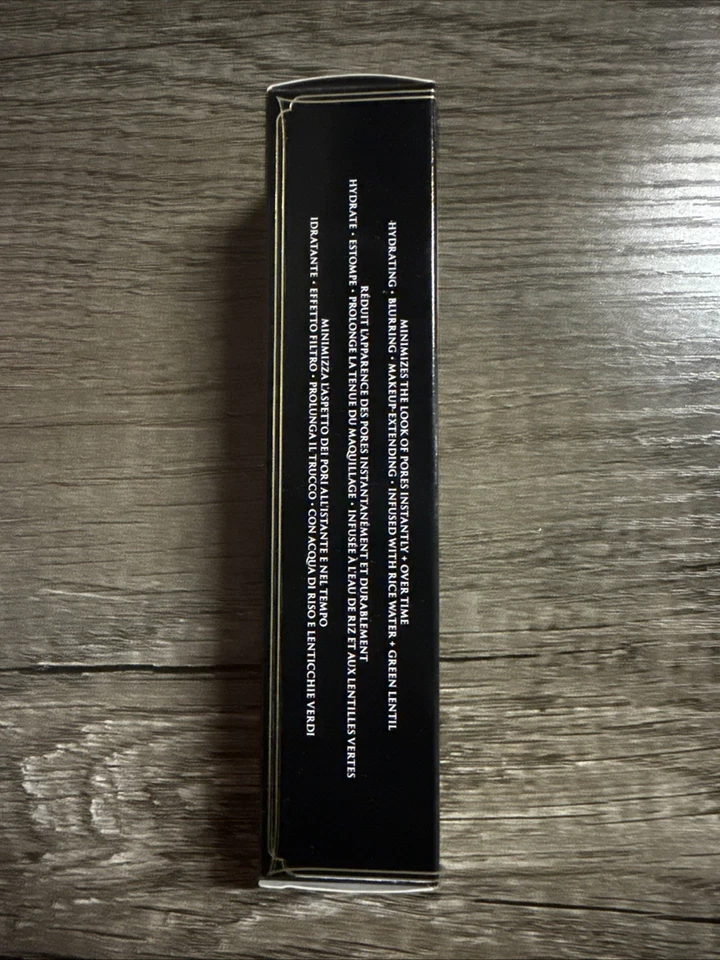 MINIMIZES THE LOOK OF PORES INSTANTLY + OVER TIME
HYDRATING · BLURRING · MAKEUP-EXTENDING · INFUSED WITH RICE WATER + GREEN LENTIL
RÉDUIT L'APPARENCE DES PORES INSTANTANÉMENT ET DURABLEMENT
HYDRATE · ESTOMPE · PROLONGE LA TENUE DU MAQUILLAGE · INFUSÉE À L'EAU DE RIZ ET AUX LENTILLES VERTES
MINIMIZZA L'ASPETTO DEI PORI ALL'ISTANTE E NEL TEMPO
IDRATANTE · EFFETTO FILTRO · PROLUNGA IL TRUCCO · CON ACQUA DI RISO E LENTICCHIE VERDI